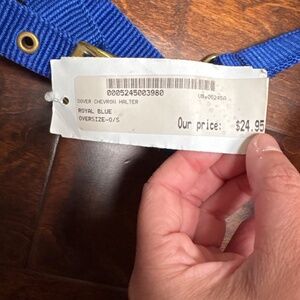 0005245003980
DOVER CHEVRON HALTER
ROYAL BLUE
OVERSIZE-O/S
Our price: $24.95